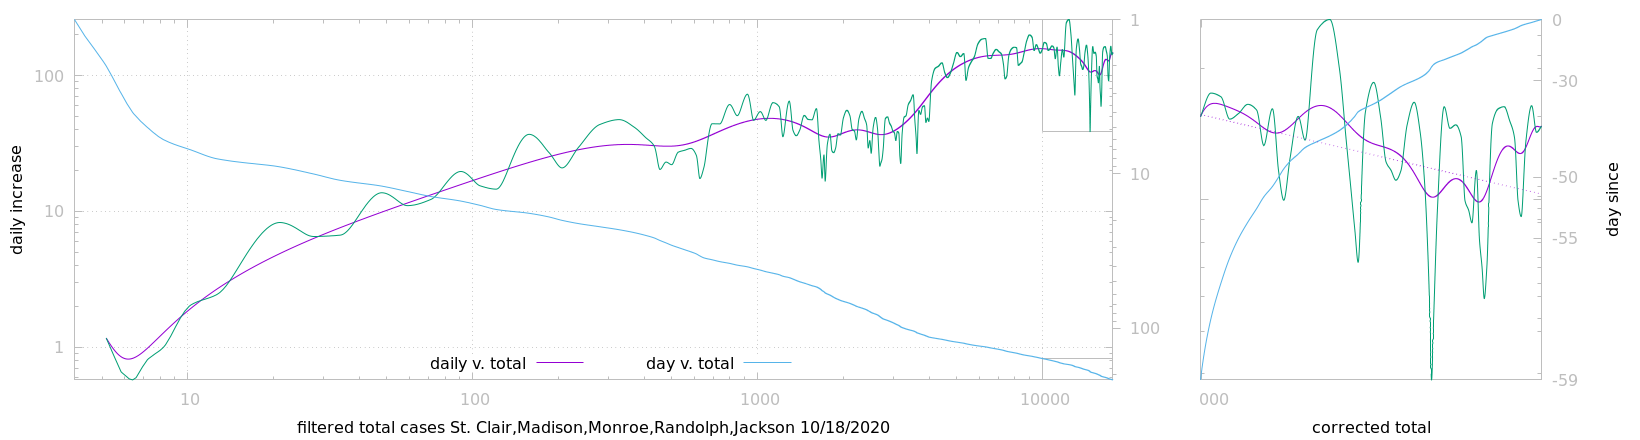 daily increase
100
10
1
1
10
100
daily v. total
day v. total
10
100
1000
10000
filtered total cases St. Clair,Madison,Monroe,Randolph,Jackson 10/18/2020
0
-30
-50
-55
-59
day since
000
corrected total